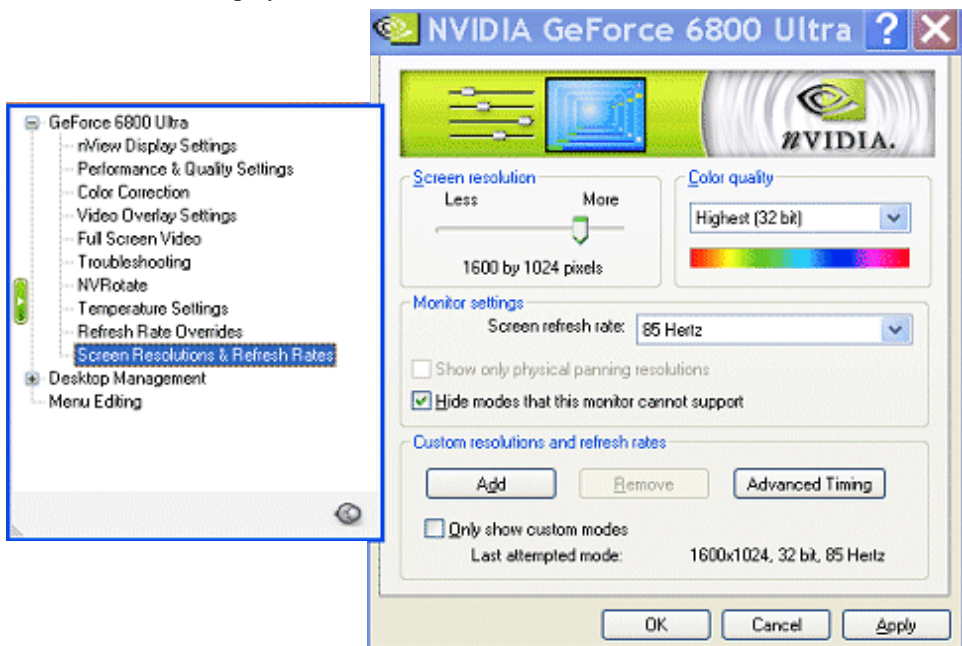 NVIDIA GeForce 6800 Ultra
NVIDIA.
GeForce 6800 Ultra
nView Display Settings
Performance & Quality Settings
Color Correction
Video Overlay Settings
Full Screen Video
Troubleshooting
NVRotate
Temperature Settings
Refresh Rate Overrides
Screen Resolutions & Refresh Rates
Desktop Management
Menu Editing
Screen resolution
Less More
1600 by 1024 pixels
Color quality
Highest (32 bit)
Monitor settings
Screen refresh rate: 85 Hertz
Show only physical panning resolutions
Hide modes that this monitor cannot support
Custom resolutions and refresh rates
Add Remove Advanced Timing
Only show custom modes
Last attempted mode: 1600x1024, 32 bit, 85 Hertz
OK Cancel Apply